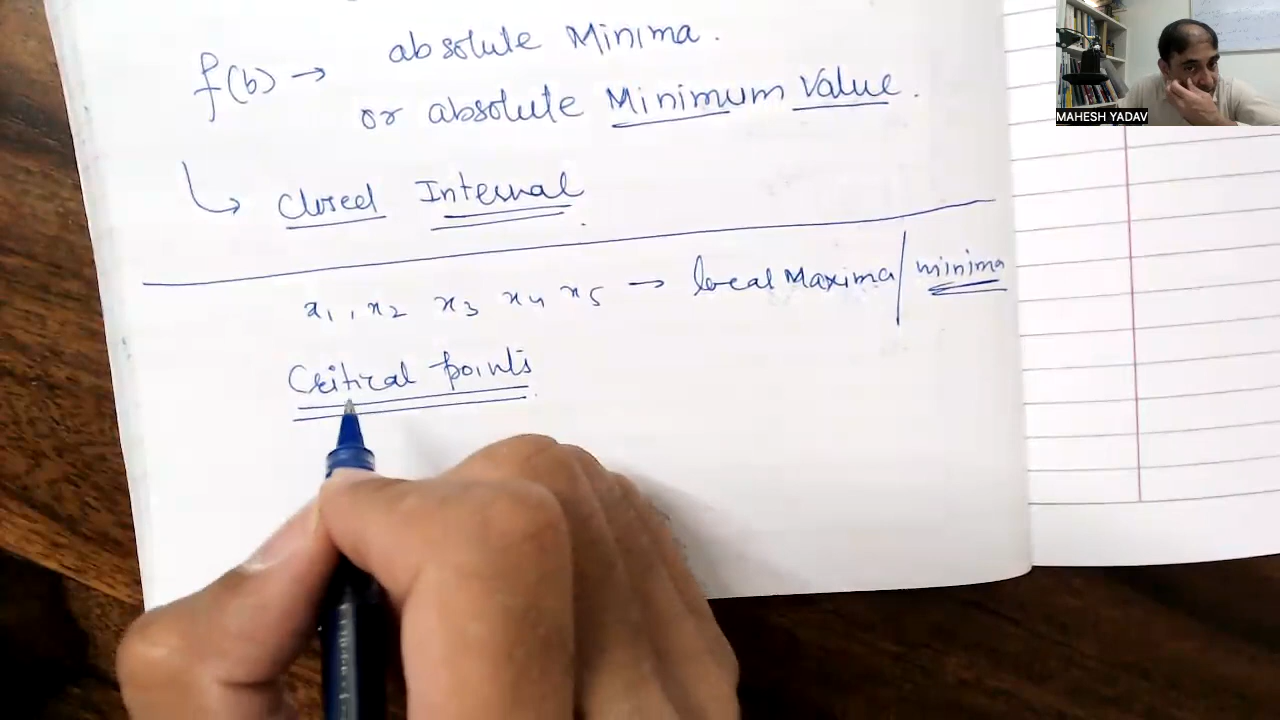 absolute Minima.
f(b) →
or absolute Minimum Value.
↳ Closed Interval
x1, x2 x3 x4 x5 → local Maxima / minima
Critical points
MAHESH YADAV